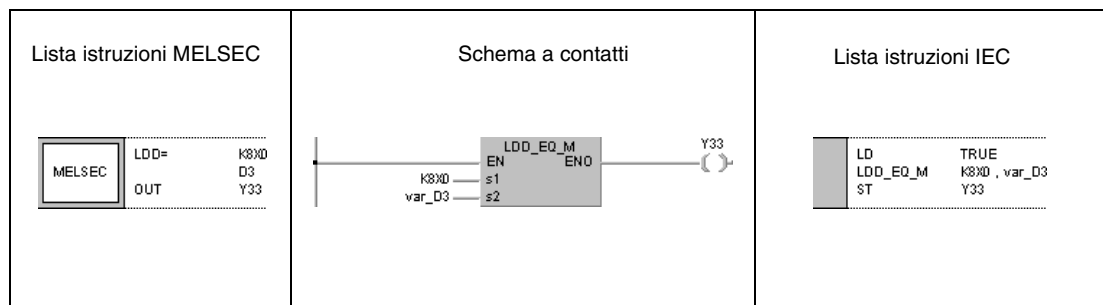 Lista istruzioni MELSEC
MELSEC
LDD= K8X0
D3
OUT Y33
Schema a contatti
LDD_EQ_M
EN ENO
Y33
K8X0 s1
var_D3 s2
Lista istruzioni IEC
LD TRUE
LDD_EQ_M K8X0 , var_D3
ST Y33